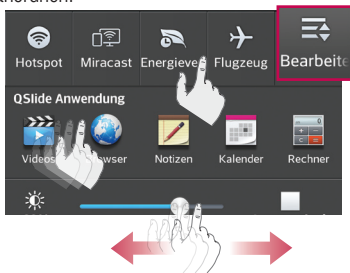 Hotspot Miracast Energieve Flugzeug Bearbeite
QSlide Anwendung
Videos Notizen Kalender Rechner